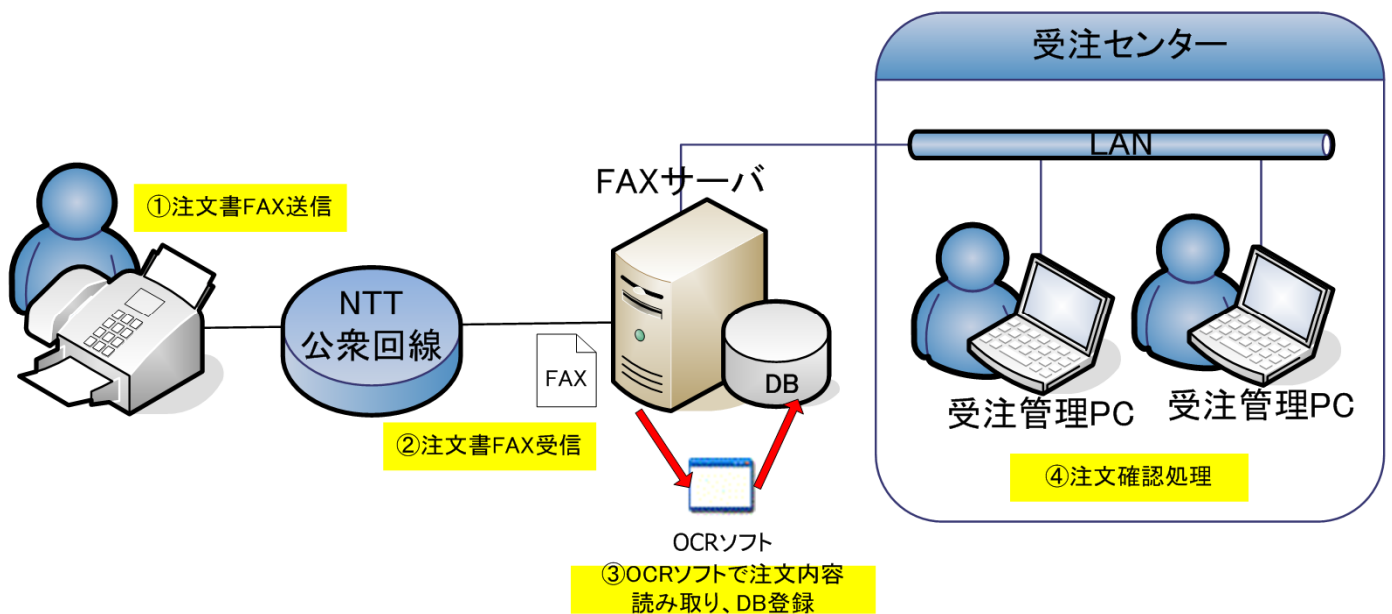 受注センター
LAN
FAXサーバ
①注文書FAX送信
NTT
公衆回線
FAX
DB
②注文書FAX受信
受注管理PC
受注管理PC
④注文確認処理
OCRソフト
③OCRソフトで注文内容
読み取り、DB登録